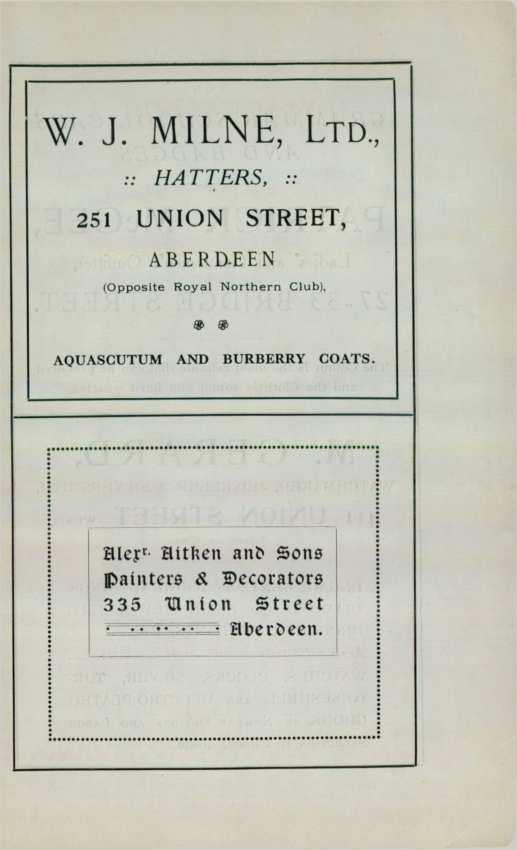 W. J. MILNE, LTD.,
:: HATTERS, ::
251 UNION STREET,
ABERDEEN
(Opposite Royal Northern Club),
AQUASCUTUM AND BURBERRY COATS.
Alexr. Aitken and Sons
Painters & Decorators
335 Union Street
Aberdeen.